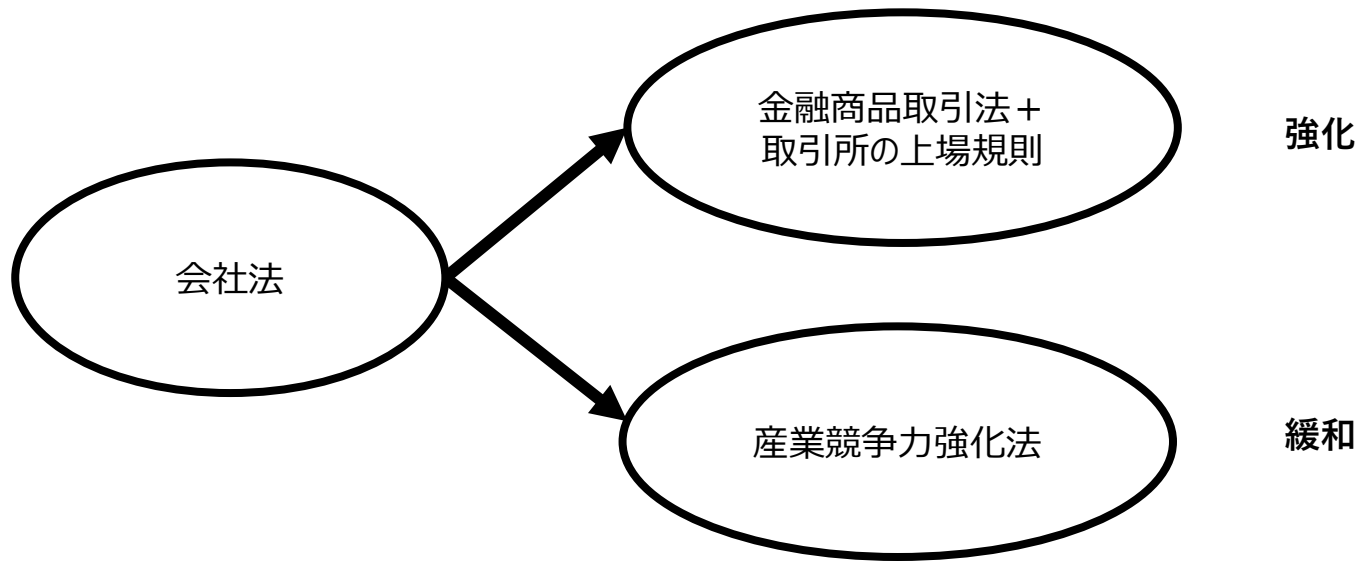 金融商品取引法＋
取引所の上場規則
強化
会社法
産業競争力強化法
緩和